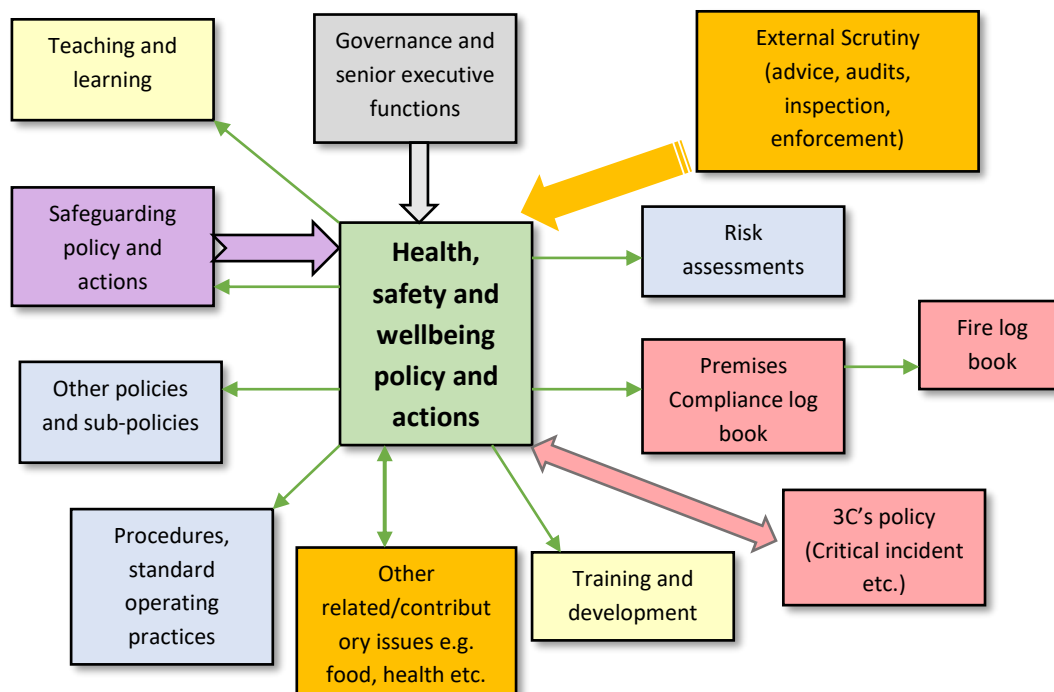 Teaching and
learning
Governance and
senior executive
functions
External Scrutiny
(advice, audits,
inspection,
enforcement)
Safeguarding
policy and
actions
Health,
safety and
wellbeing
policy and
actions
Risk
assessments
Fire log
book
Other policies
and sub-policies
Premises
Compliance log
book
Procedures,
standard
operating
practices
Other
related/contribut
ory issues e.g.
food, health etc.
Training and
development
3C’s policy
(Critical incident
etc.)